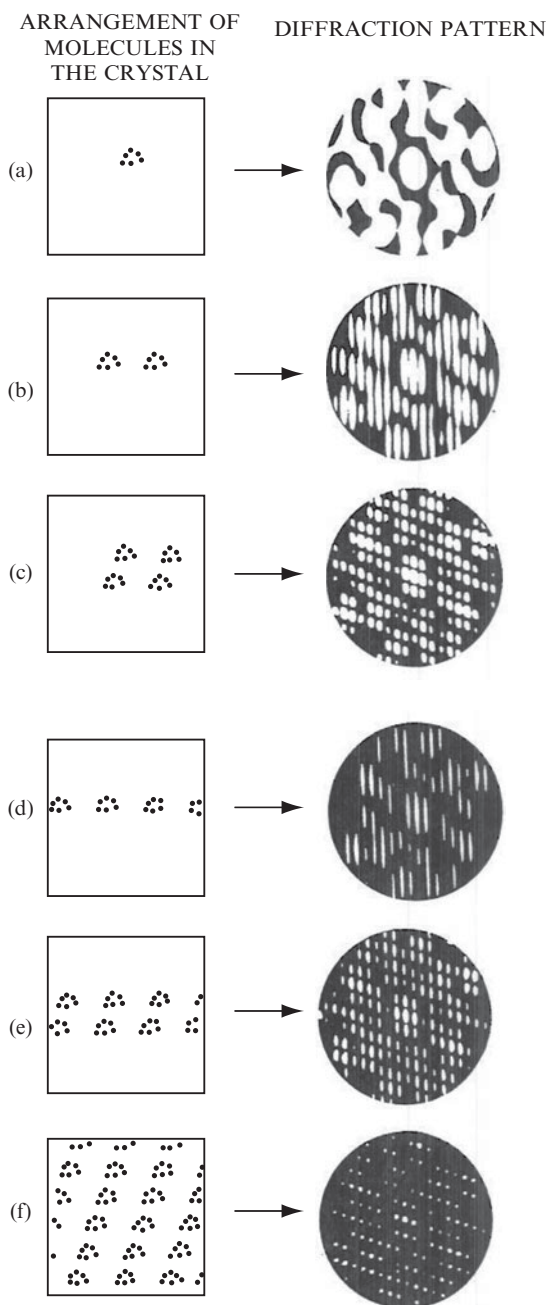 ARRANGEMENT OF
MOLECULES IN
THE CRYSTAL
DIFFRACTION PATTERN
(a)
(b)
(c)
(d)
(e)
(f)